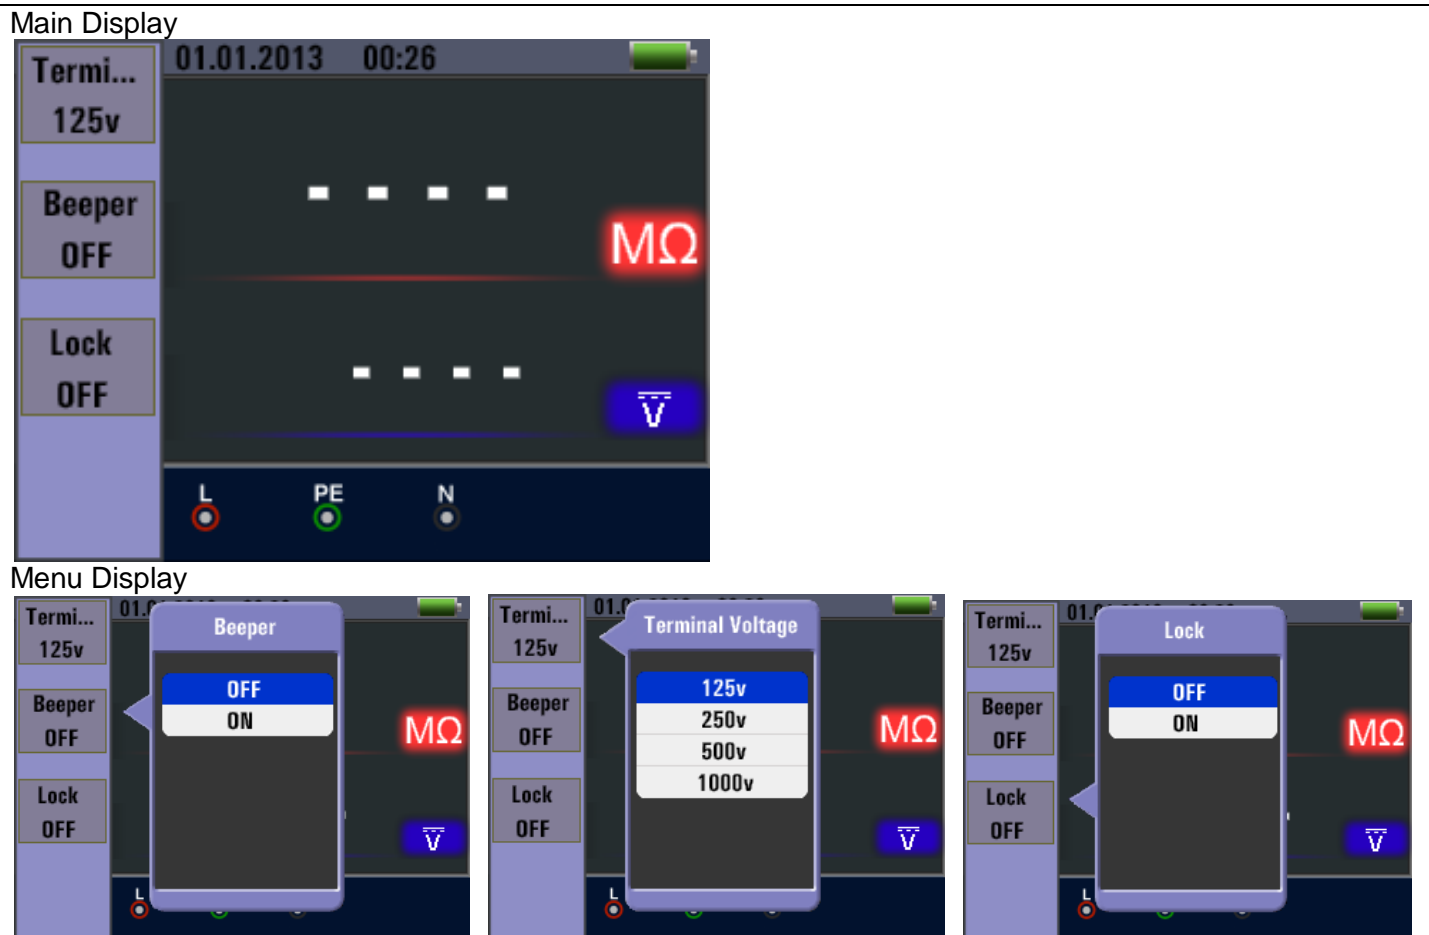 Main Display
Termi...
125v
01.01.2013 00:26
Beeper
OFF
- - - -
MΩ
Lock
OFF
- - - -
V
L PE N
Menu Display
Termi...
125v
Beeper
OFF
Lock
OFF
Beeper
OFF
ON
MΩ
V
L
Termi...
125v
Beeper
OFF
Lock
OFF
Terminal Voltage
125v
250v
500v
1000v
MΩ
V
L
Termi...
125v
Beeper
OFF
Lock
OFF
Lock
OFF
ON
MΩ
V
L